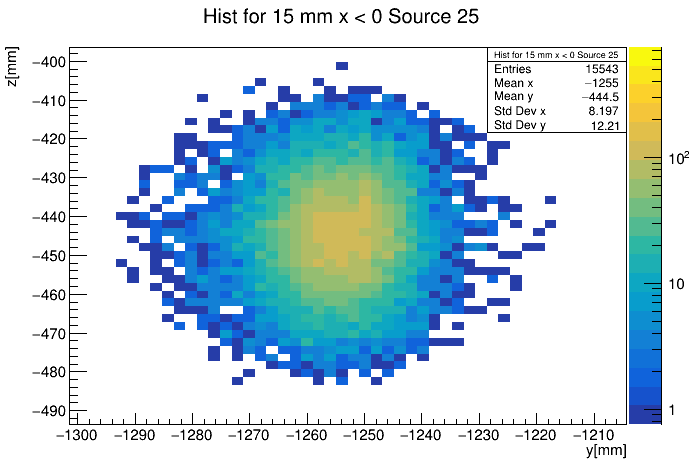 Hist for 15 mm x < 0 Source 25
z[mm]
−400
−410
−420
−430
−440
−450
−460
−470
−480
−490
Hist for 15 mm x < 0 Source 25
Entries 15543
Mean x −1255
Mean y −444.5
Std Dev x 8.197
Std Dev y 12.21
10²
10
1
−1300 −1290 −1280 −1270 −1260 −1250 −1240 −1230 −1220 −1210
y[mm]